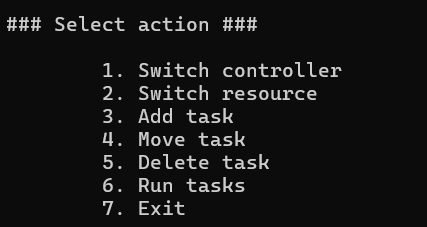 ### Select action ###
1. Switch controller
2. Switch resource
3. Add task
4. Move task
5. Delete task
6. Run tasks
7. Exit